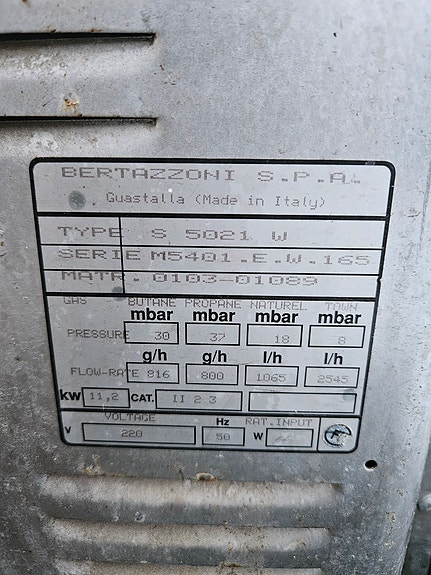 BERTAZZONI S.P.A.
Guastalla (Made in Italy)
TYPE S 5021 W
SERIE M5401.E.W.165
MATR.0103-01089
GAS BUTANE PROPANE NATUREL TOWN
mbar mbar mbar mbar
PRESSURE 30 37 18 8
g/h g/h l/h l/h
FLOW-RATE 816 800 1065 2545
KW 11,2 CAT. II 2 3
VOLTAGE Hz RAT.INPUT
V 220 50 W